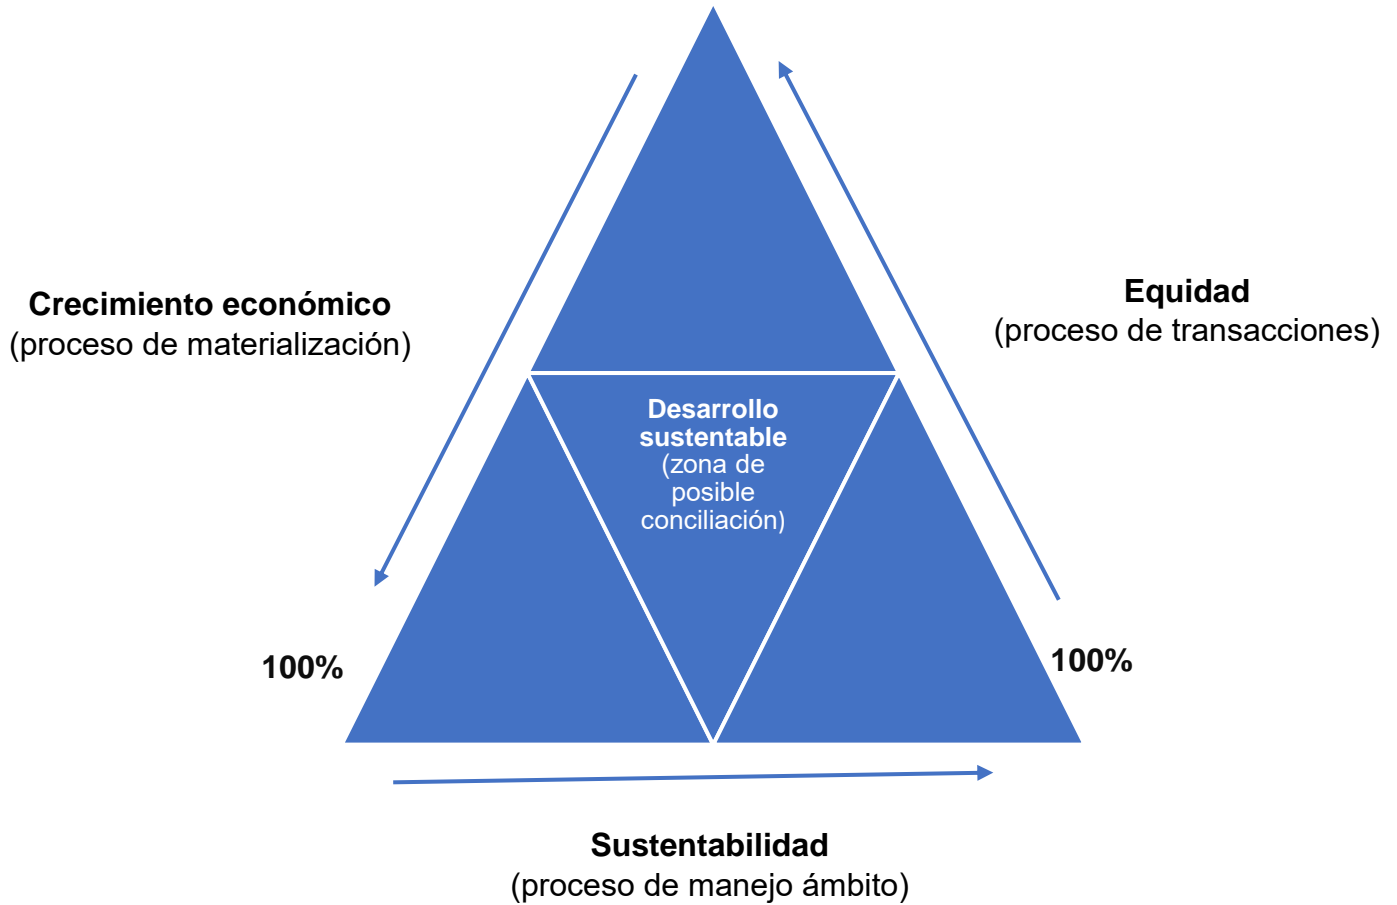 Crecimiento económico
(proceso de materialización)
Equidad
(proceso de transacciones)
Desarrollo
sustentable
(zona de
posible
conciliación)
100%
100%
Sustentabilidad
(proceso de manejo ámbito)